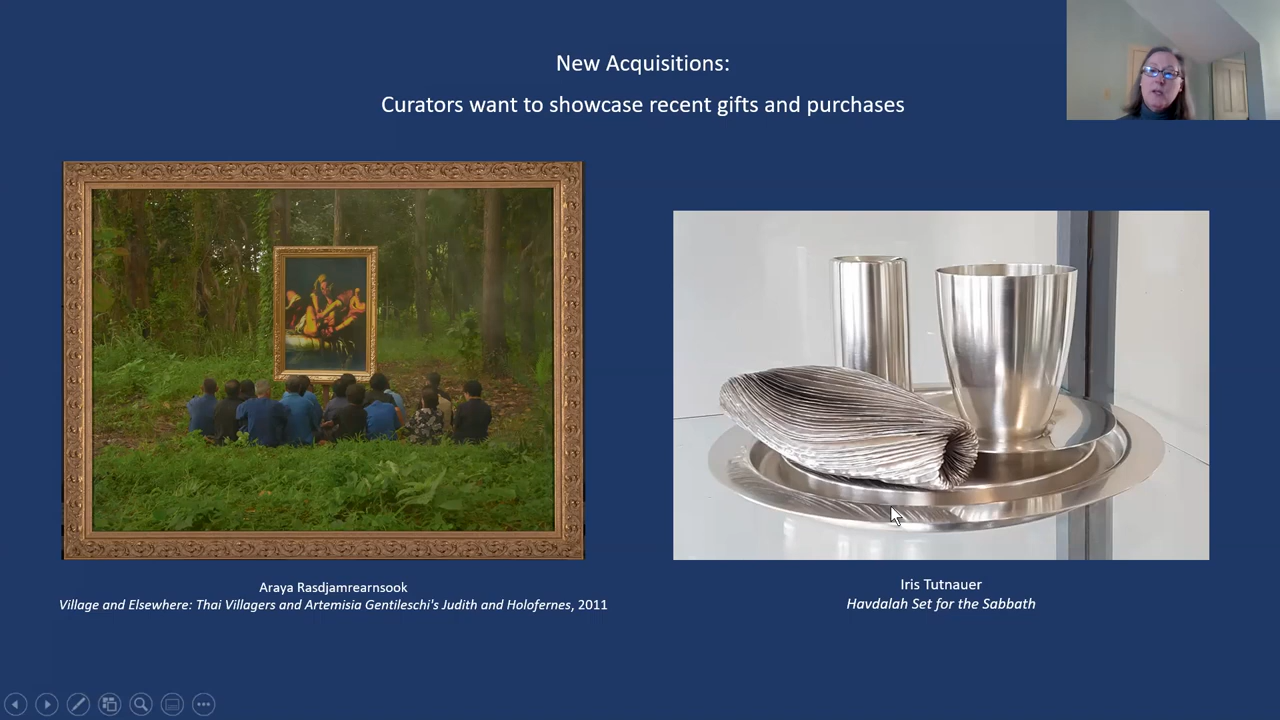 New Acquisitions:
Curators want to showcase recent gifts and purchases
Araya Rasdjamrearnsook
Village and Elsewhere: Thai Villagers and Artemisia Gentileschi's Judith and Holofernes, 2011
Iris Tutnauer
Havdalah Set for the Sabbath